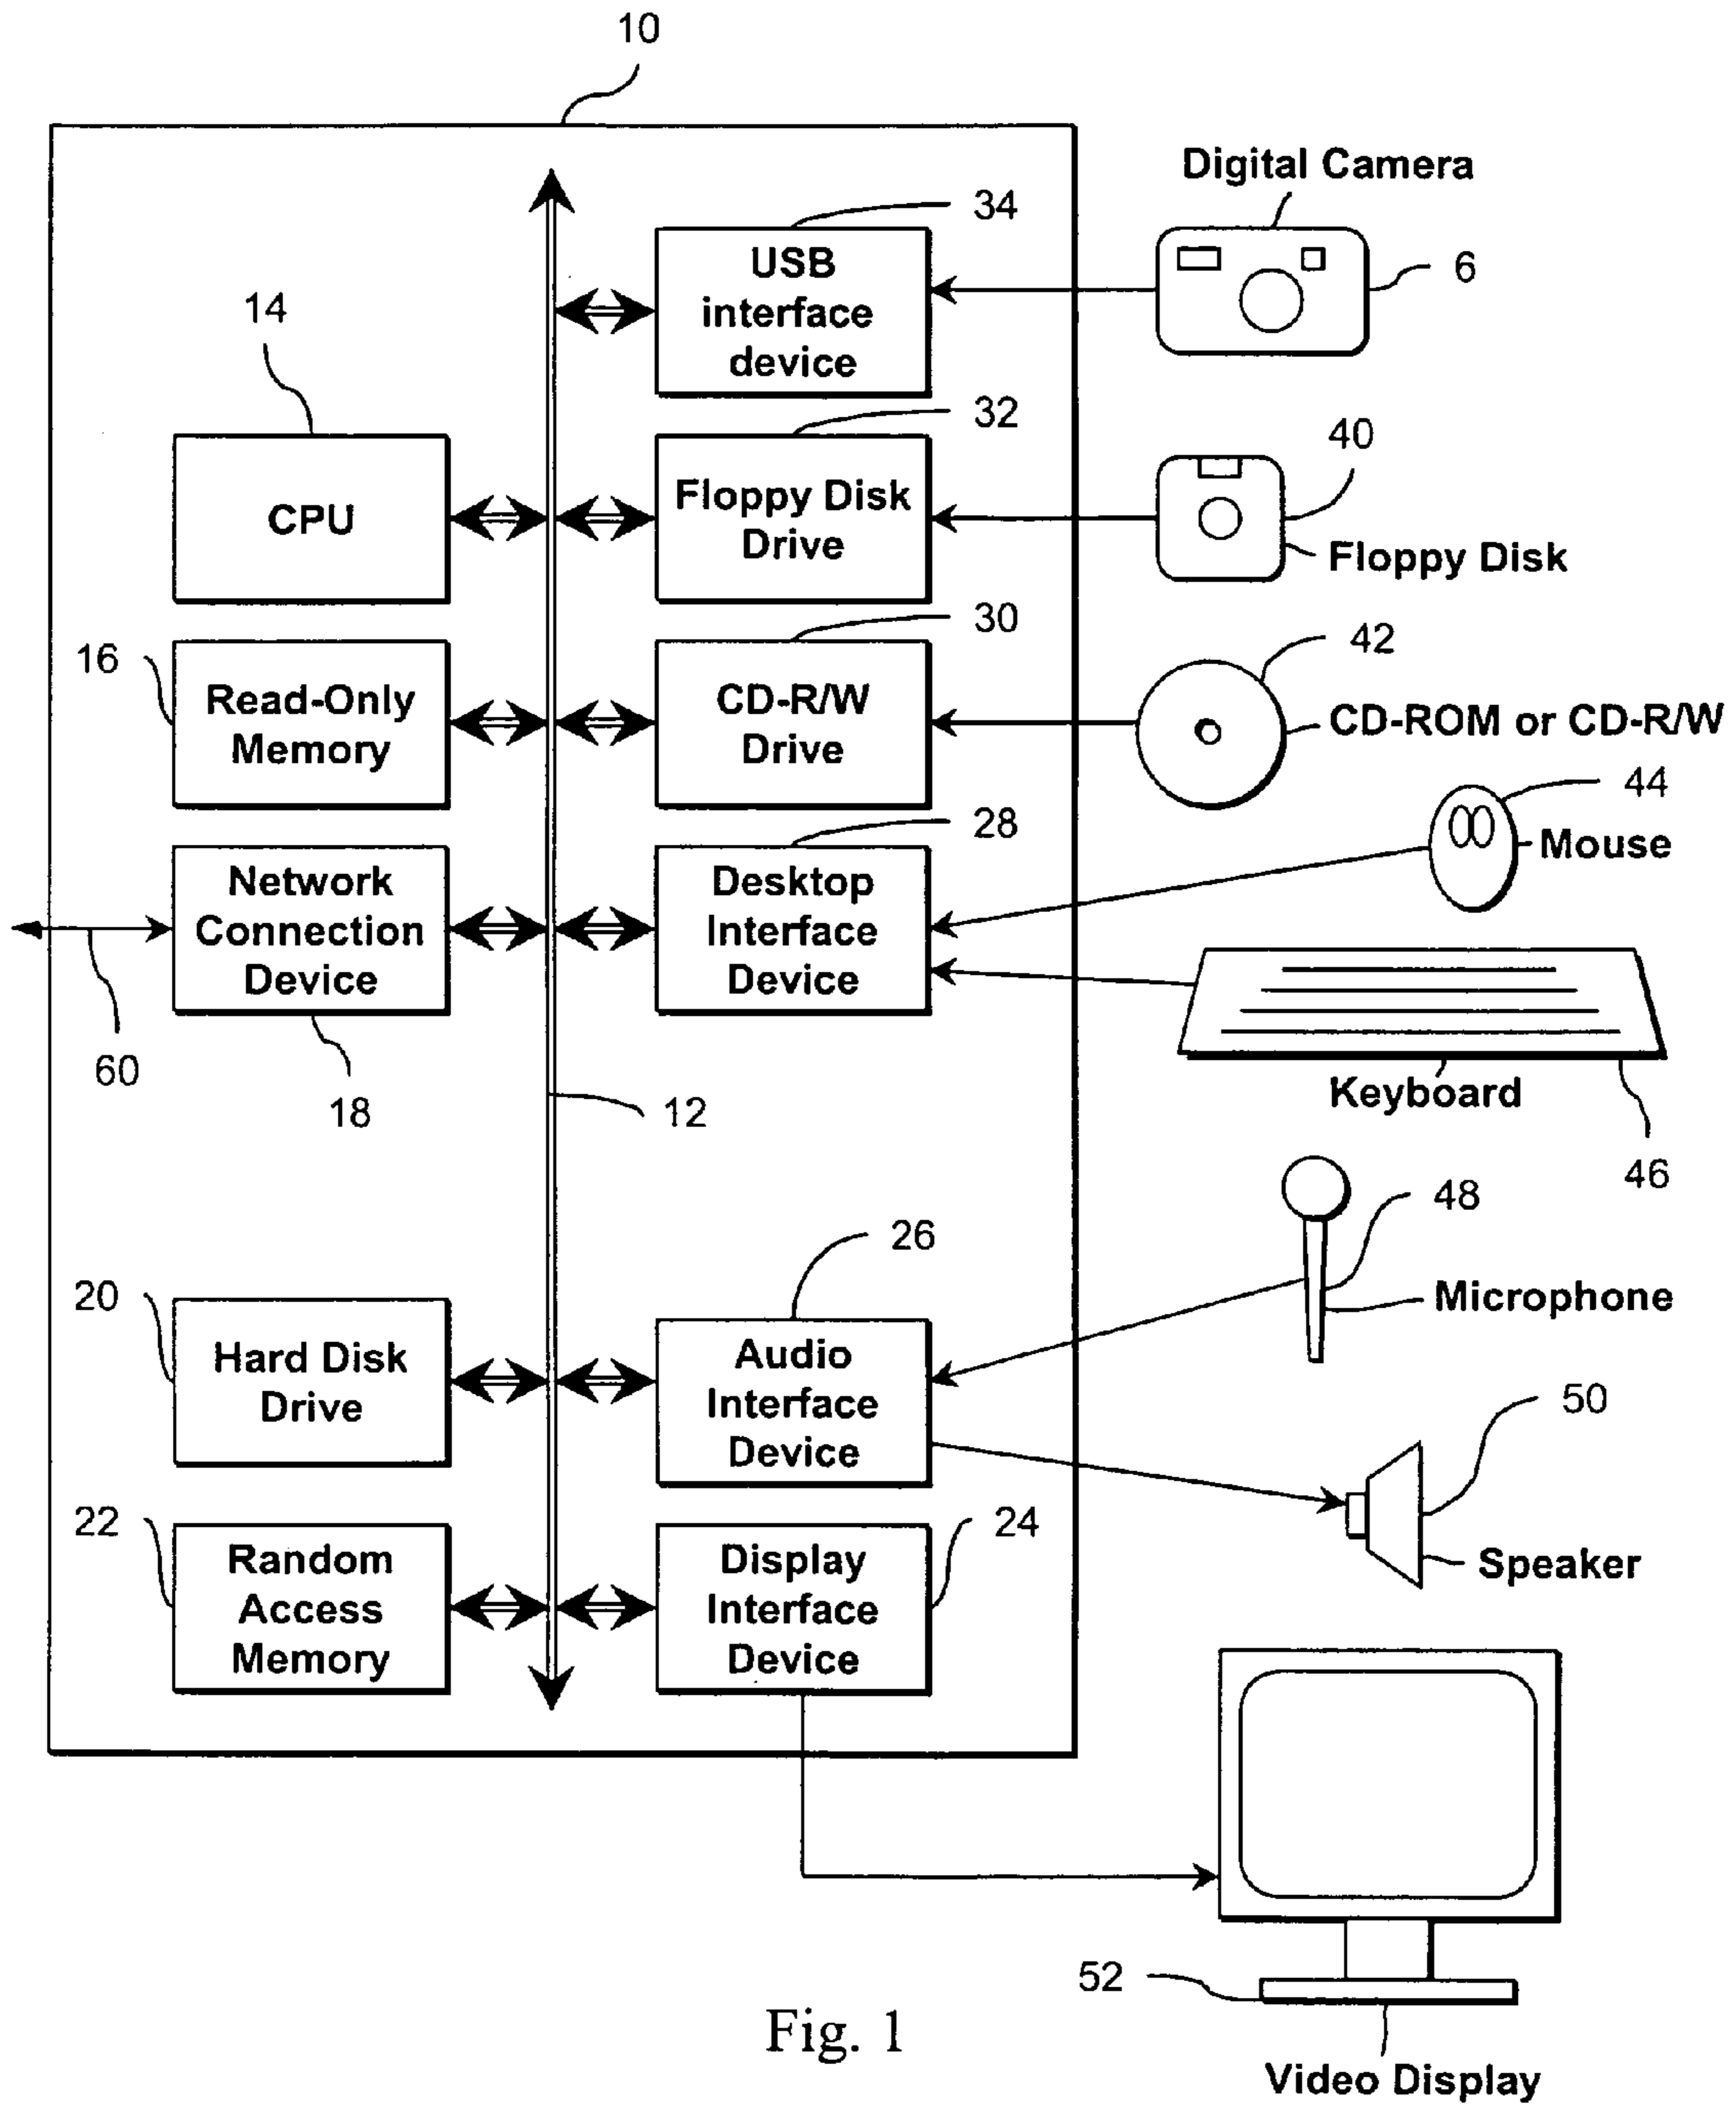 10
Digital Camera
34
USB
interface
device
6
14
32
40
CPU
Floppy Disk
Drive
Floppy Disk
30
42
16
Read-Only
Memory
CD-R/W
Drive
CD-ROM or CD-R/W
44
28
Mouse
Network
Connection
Device
Desktop
Interface
Device
60
18
12
Keyboard
46
48
26
20
Microphone
Hard Disk
Drive
Audio
Interface
Device
50
22
24
Random
Access
Memory
Display
Interface
Device
Speaker
52
Fig. 1
Video Display